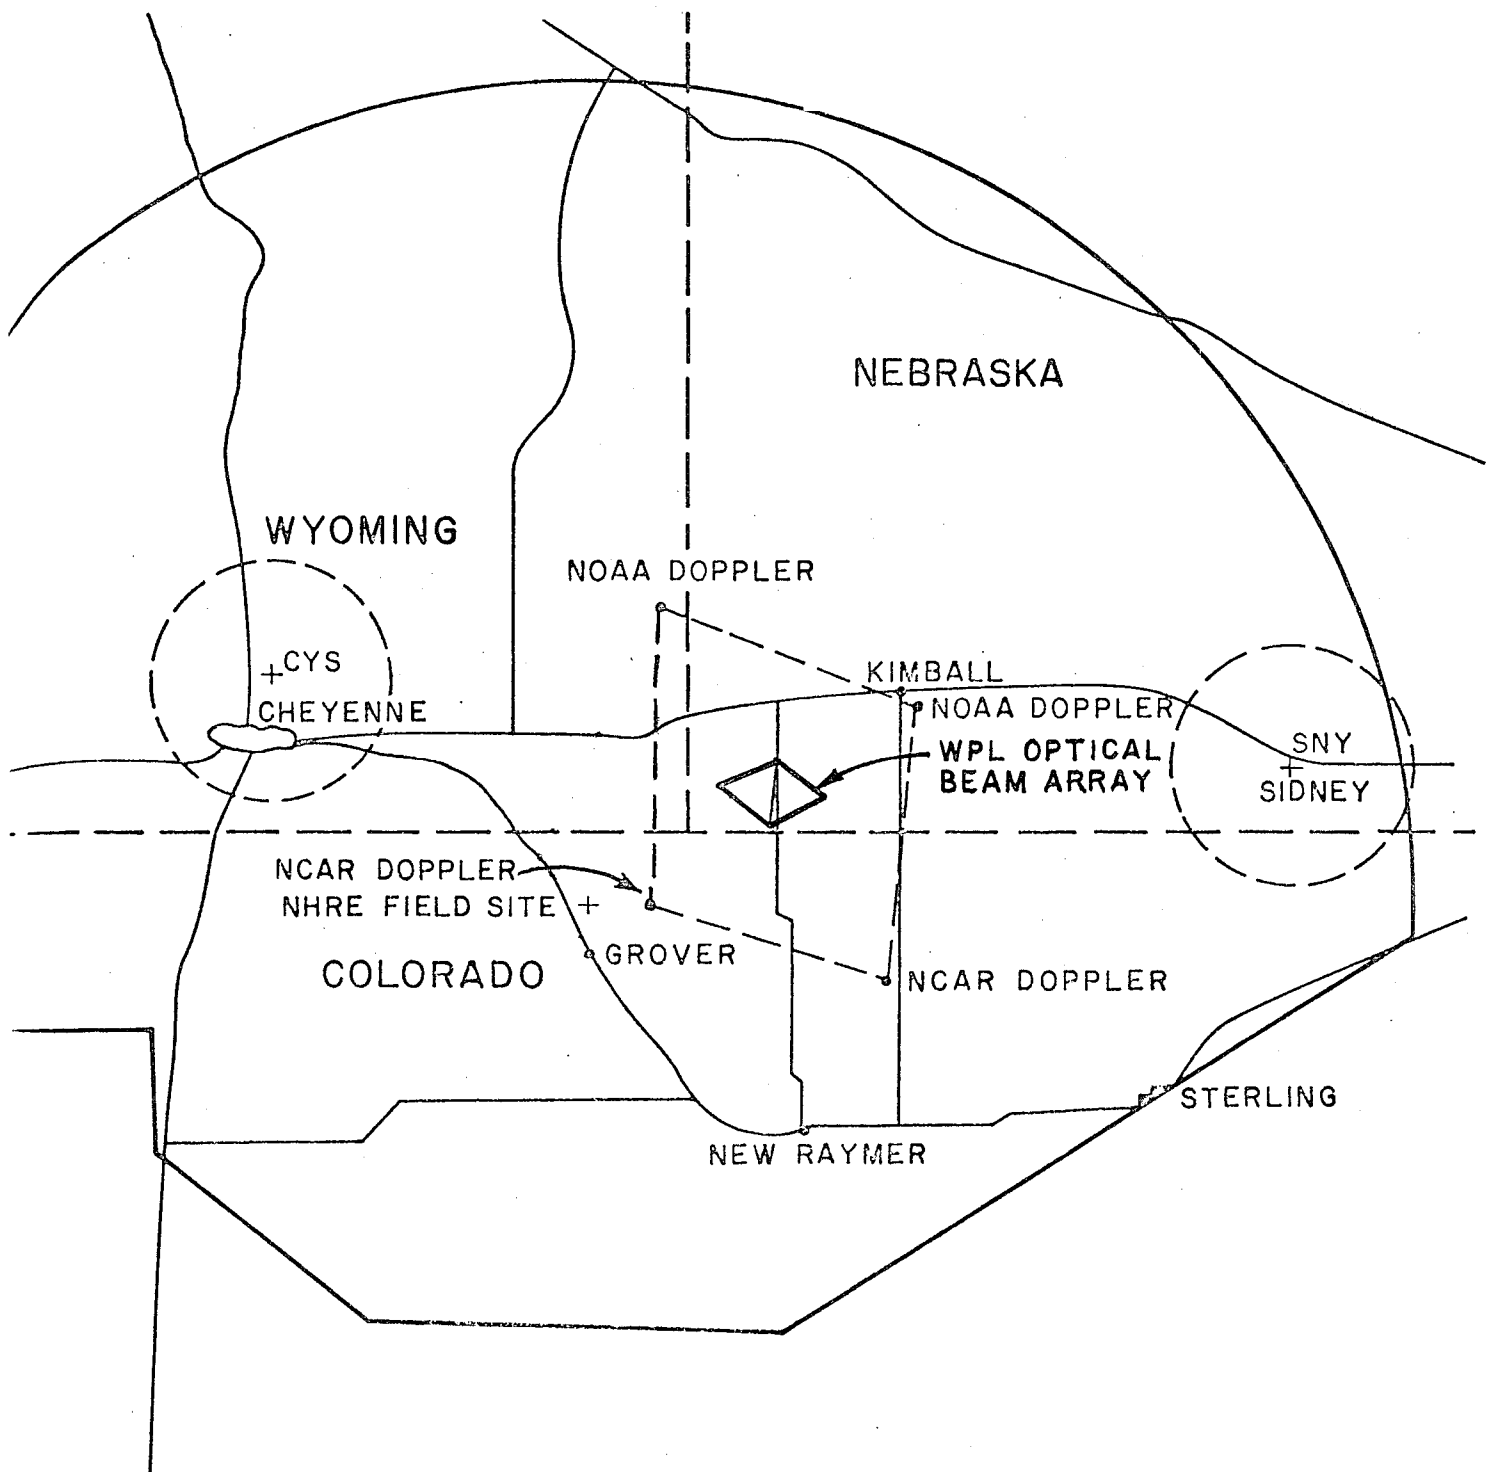 NEBRASKA
WYOMING
NOAA DOPPLER
CYS
KIMBALL
CHEYENNE
NOAA DOPPLER
WPL OPTICAL
BEAM ARRAY
SNY
SIDNEY
NCAR DOPPLER
NHRE FIELD SITE
GROVER
COLORADO
NCAR DOPPLER
STERLING
NEW RAYMER